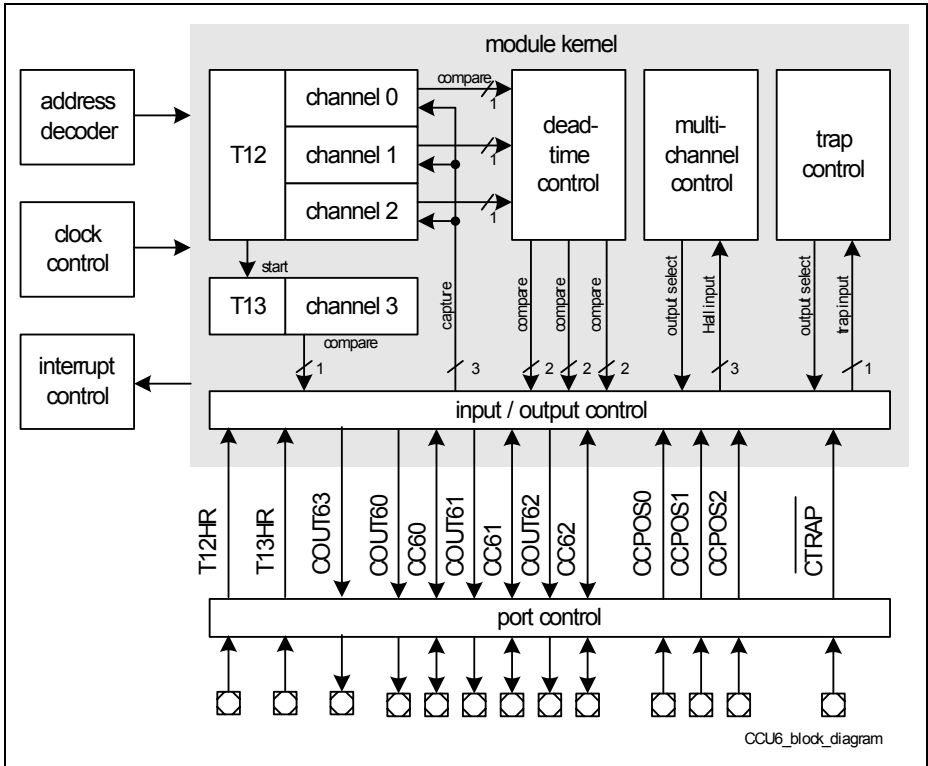 module kernel
address
decoder
clock
control
interrupt
control
T12
channel 0
channel 1
channel 2
compare
1
1
1
dead-
time
control
multi-
channel
control
trap
control
start
T13
channel 3
compare
1
capture
3
compare
2
compare
2
compare
2
output select
Hall input
3
output select
trap input
1
input / output control
T12HR
T13HR
COUT63
COUT60
CC60
COUT61
CC61
COUT62
CC62
CCPOS0
CCPOS1
CCPOS2
CTRAP
port control
CCU6_block_diagram